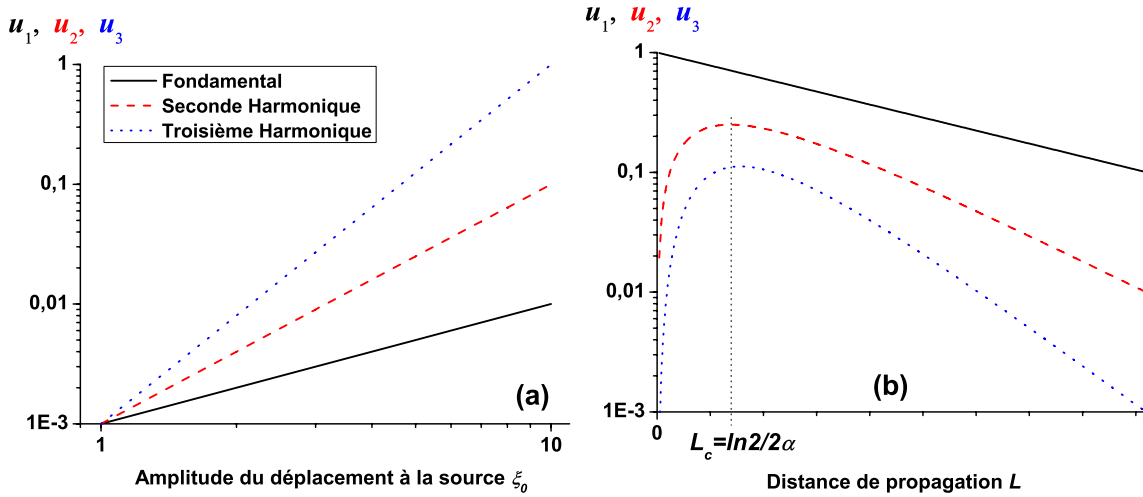 u1, u2, u3
1
0,1
0,01
1E-3
Fondamental
Seconde Harmonique
Troisième Harmonique
(a)
1
10
Amplitude du déplacement à la source ξ0
u1, u2, u3
1
0,1
0,01
1E-3
(b)
0
Lc=ln2/2α
Distance de propagation L